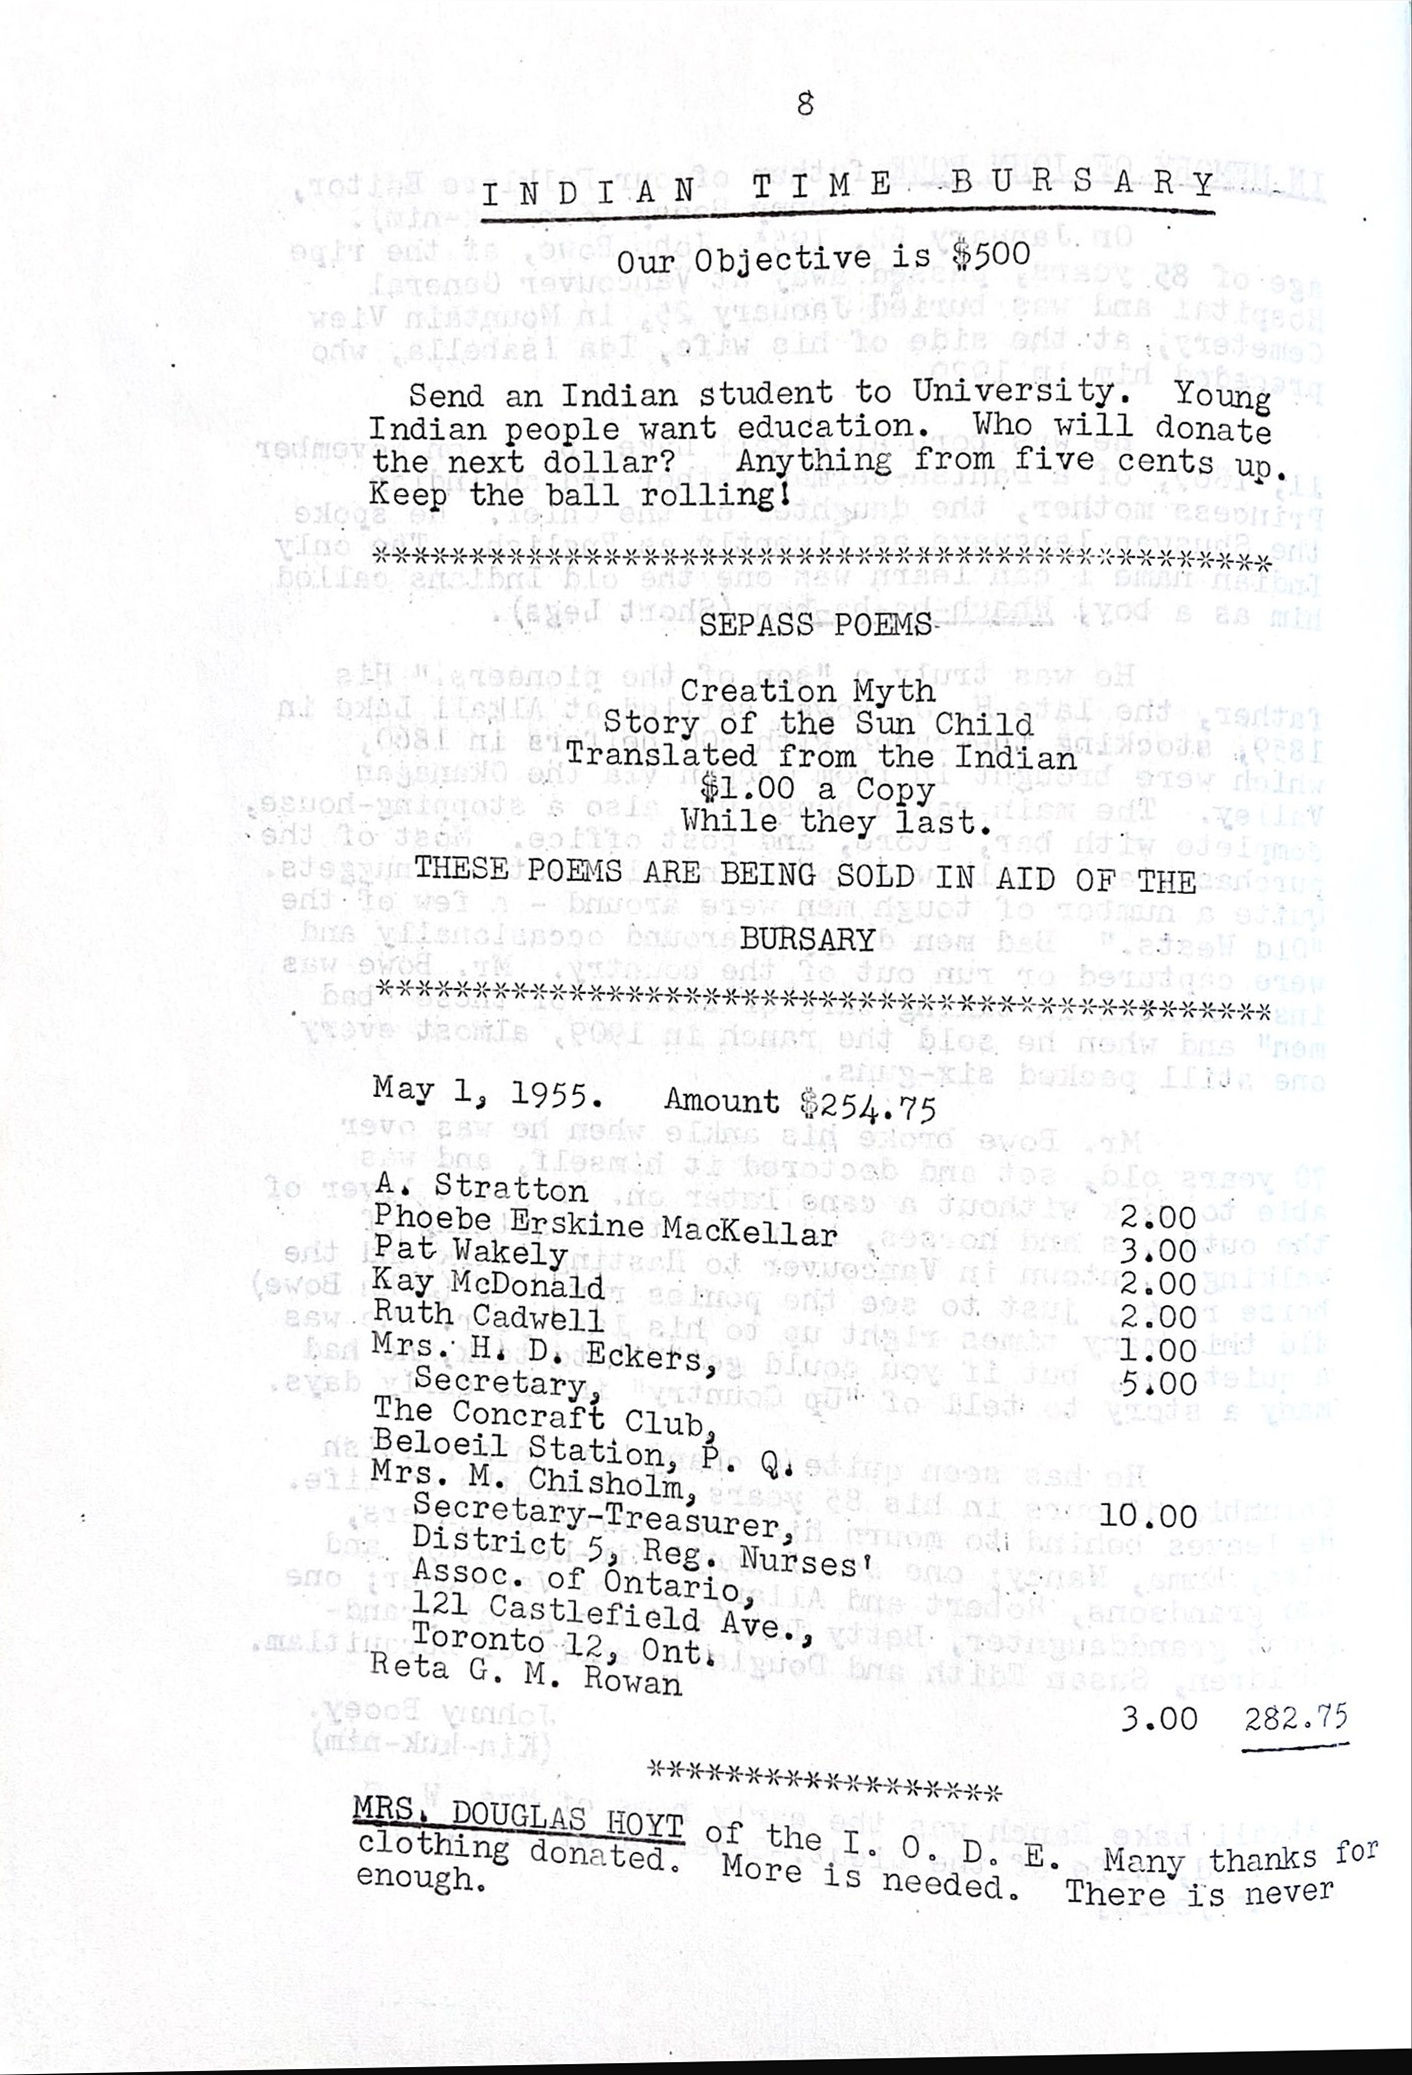 8
INDIAN TIME BURSARY
Our Objective is $500
Send an Indian student to University. Young
Indian people want education. Who will donate
the next dollar? Anything from five cents up.
Keep the ball rolling!
***********************************************
SEPASS POEMS
Creation Myth
Story of the Sun Child
Translated from the Indian
$1.00 a Copy
While they last.
THESE POEMS ARE BEING SOLD IN AID OF THE
BURSARY
***********************************************
May 1, 1955. Amount $254.75
A. Stratton 2.00
Phoebe Erskine MacKellar 3.00
Pat Wakely 2.00
Kay McDonald 2.00
Ruth Cadwell 1.00
Mrs. H. D. Eckers, 5.00
Secretary,
The Concraft Club,
Beloeil Station, P. Q.
Mrs. M. Chisholm, 10.00
Secretary-Treasurer,
District 5, Reg. Nurses'
Assoc. of Ontario,
121 Castlefield Ave.,
Toronto 12, Ont.
Reta G. M. Rowan 3.00 282.75
******************
MRS. DOUGLAS HOYT of the I. O. D. E. Many thanks for
clothing donated. More is needed. There is never
enough.